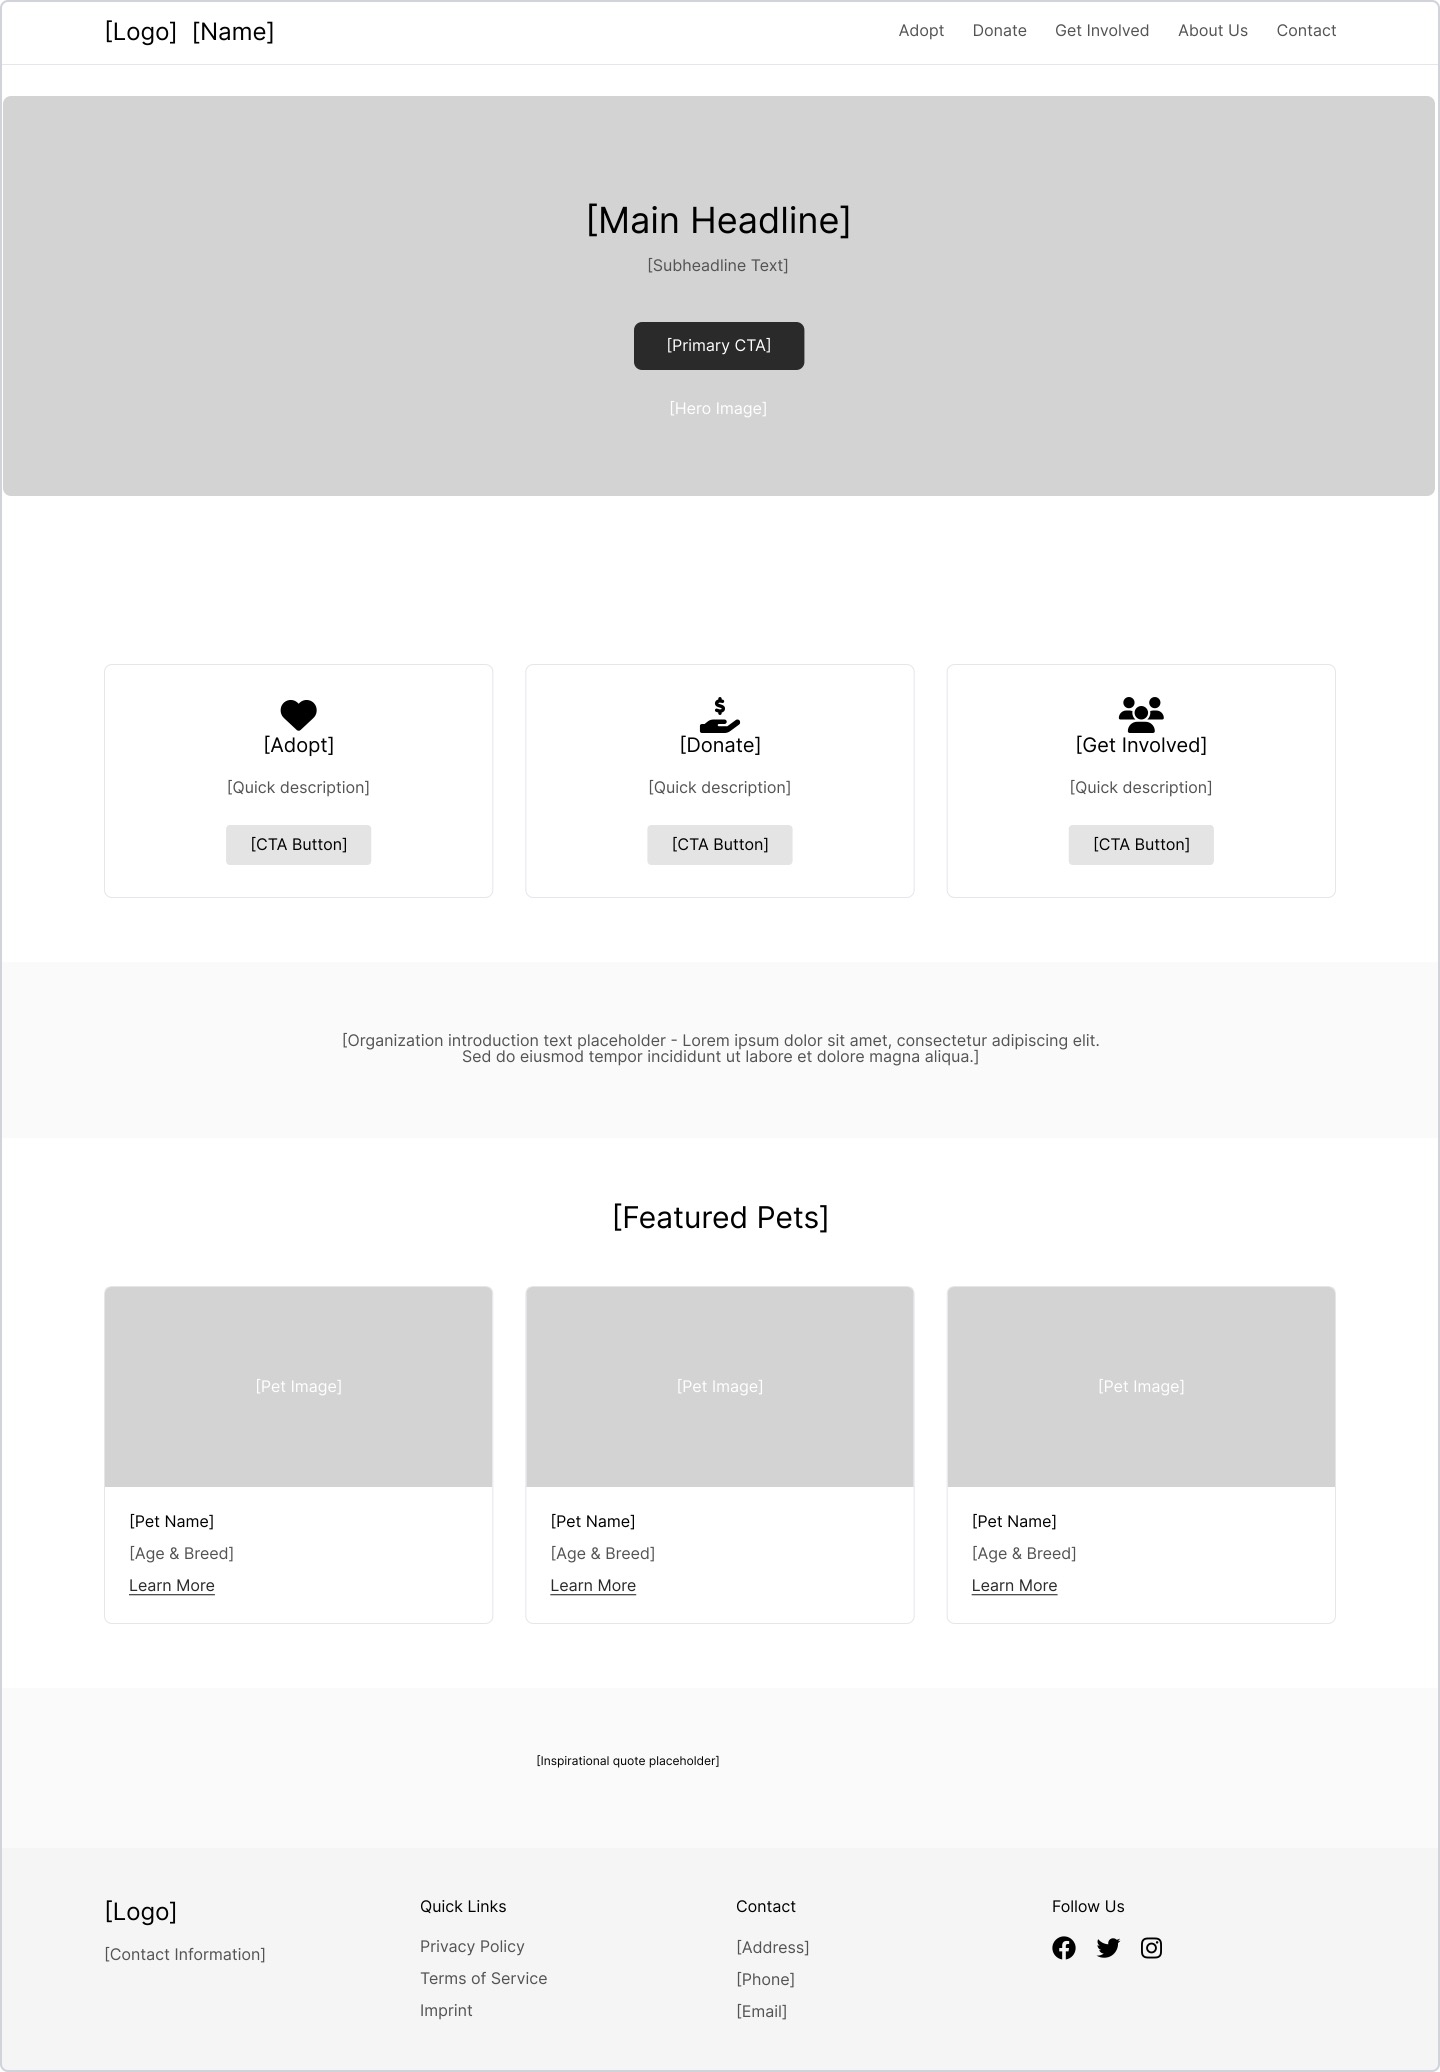 [Logo] [Name]
Adopt Donate Get Involved About Us Contact
[Main Headline]
[Subheadline Text]
[Primary CTA]
[Hero Image]
[Adopt]
[Quick description]
[CTA Button]
[Donate]
[Quick description]
[CTA Button]
[Get Involved]
[Quick description]
[CTA Button]
[Organization introduction text placeholder - Lorem ipsum dolor sit amet, consectetur adipiscing elit.
Sed do eiusmod tempor incididunt ut labore et dolore magna aliqua.]
[Featured Pets]
[Pet Image]
[Pet Name]
[Age & Breed]
Learn More
[Pet Image]
[Pet Name]
[Age & Breed]
Learn More
[Pet Image]
[Pet Name]
[Age & Breed]
Learn More
[Inspirational quote placeholder]
[Logo]
[Contact Information]
Quick Links
Privacy Policy
Terms of Service
Imprint
Contact
[Address]
[Phone]
[Email]
Follow Us